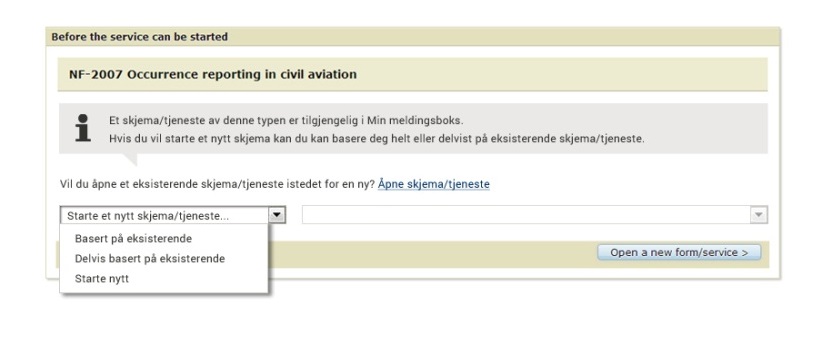 Before the service can be started
NF-2007 Occurrence reporting in civil aviation
Et skjema/tjeneste av denne typen er tilgjengelig i Min meldingsboks.
Hvis du vil starte et nytt skjema kan du kan basere deg helt eller delvist på eksisterende skjema/tjeneste.
Vil du åpne et eksisterende skjema/tjeneste istedet for en ny? Åpne skjema/tjeneste
Starte et nytt skjema/tjeneste...
Basert på eksisterende
Delvis basert på eksisterende
Starte nytt
Open a new form/service >